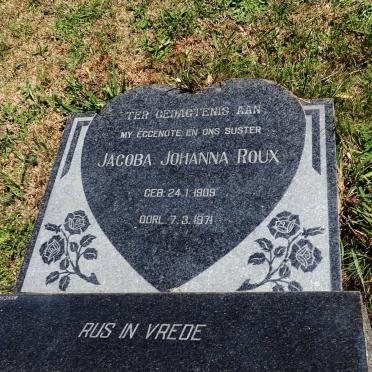 TER GEDAGTENIS AAN
MY EGGENOTE EN ONS SUSTER
JACOBA JOHANNA ROUX
GEB. 24.1.1909
OORL. 7.3.1971
RUS IN VREDE